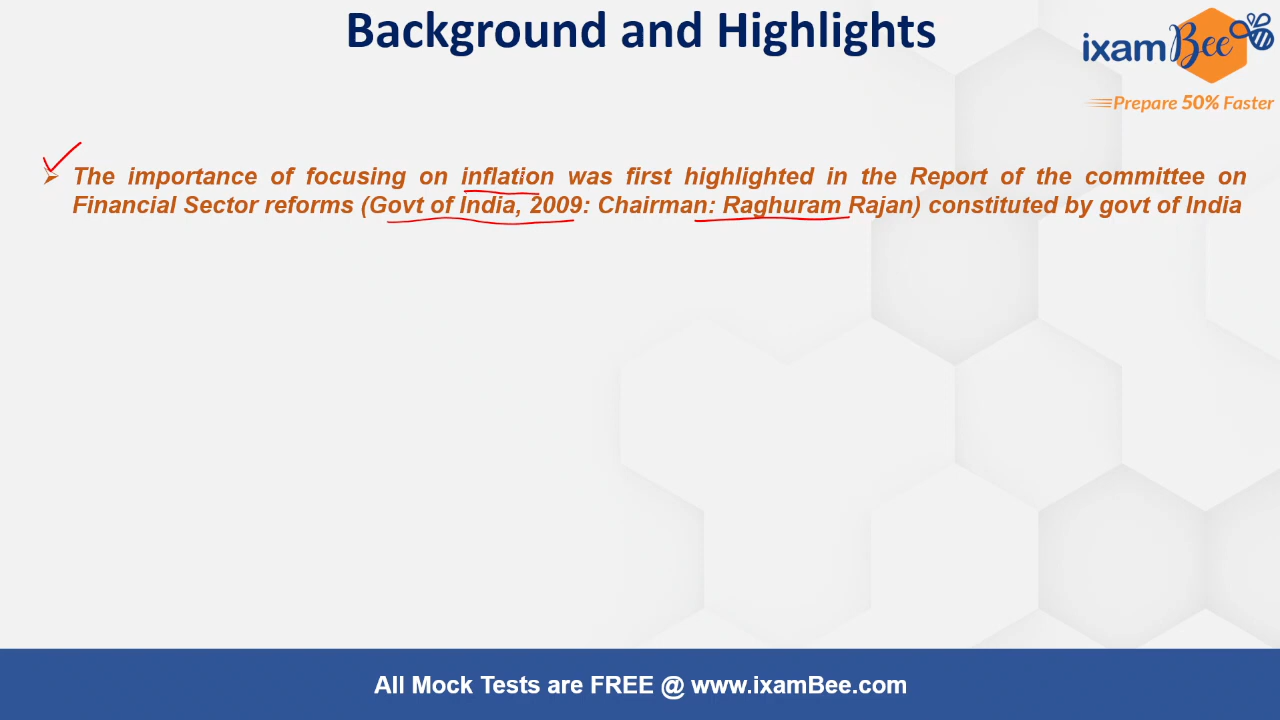 Background and Highlights
ixamBee
Prepare 50% Faster
The importance of focusing on inflation was first highlighted in the Report of the committee on
Financial Sector reforms (Govt of India, 2009: Chairman: Raghuram Rajan) constituted by govt of India
All Mock Tests are FREE @ www.ixamBee.com